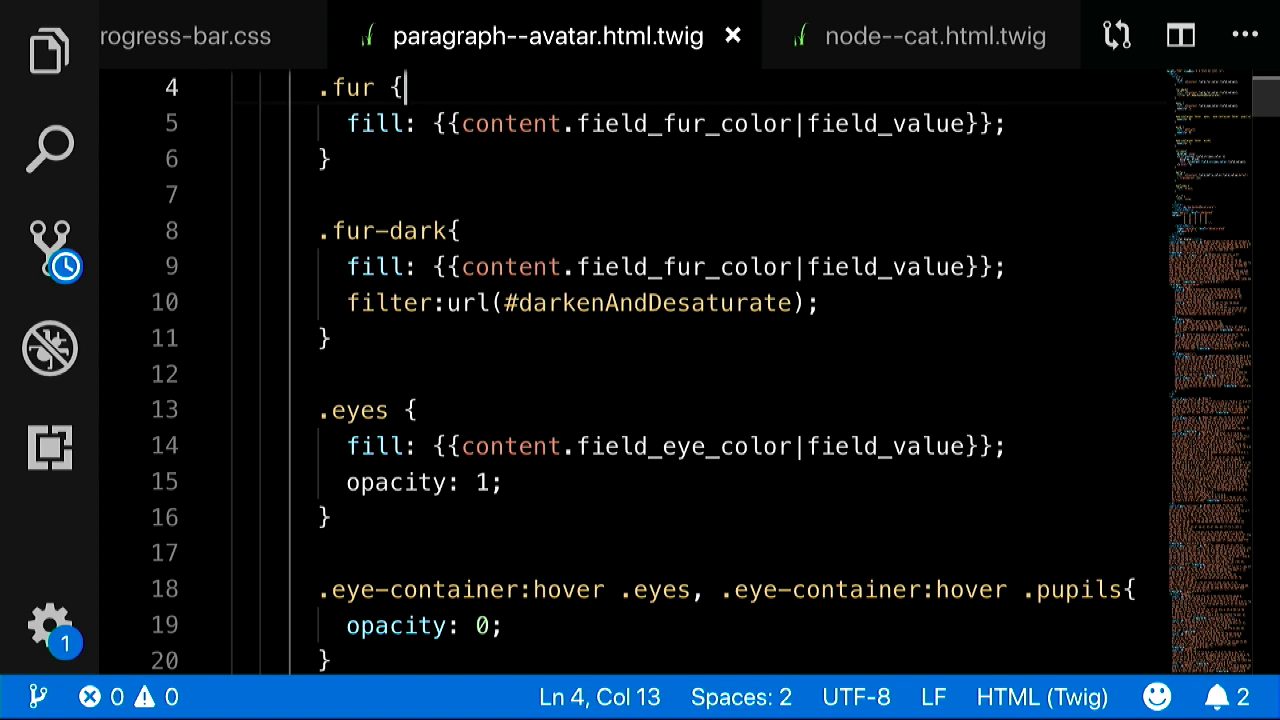 rogress-bar.css paragraph--avatar.html.twig node--cat.html.twig
4 .fur {
5 fill: {{content.field_fur_color|field_value}};
6 }
7
8 .fur-dark{
9 fill: {{content.field_fur_color|field_value}};
10 filter:url(#darkenAndDesaturate);
11 }
12
13 .eyes {
14 fill: {{content.field_eye_color|field_value}};
15 opacity: 1;
16 }
17
18 .eye-container:hover .eyes, .eye-container:hover .pupils{
19 opacity: 0;
20 }
1
0 0 Ln 4, Col 13 Spaces: 2 UTF-8 LF HTML (Twig) 2